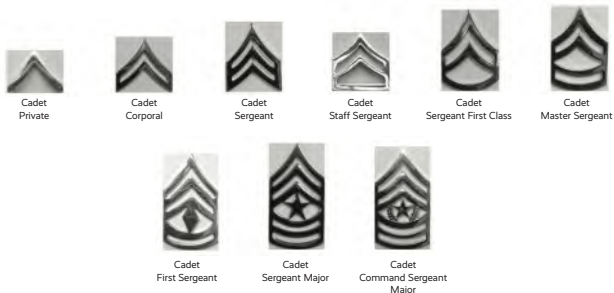 Cadet
Private
Cadet
Corporal
Cadet
Sergeant
Cadet
Staff Sergeant
Cadet
Sergeant First Class
Cadet
Master Sergeant
Cadet
First Sergeant
Cadet
Sergeant Major
Cadet
Command Sergeant
Major